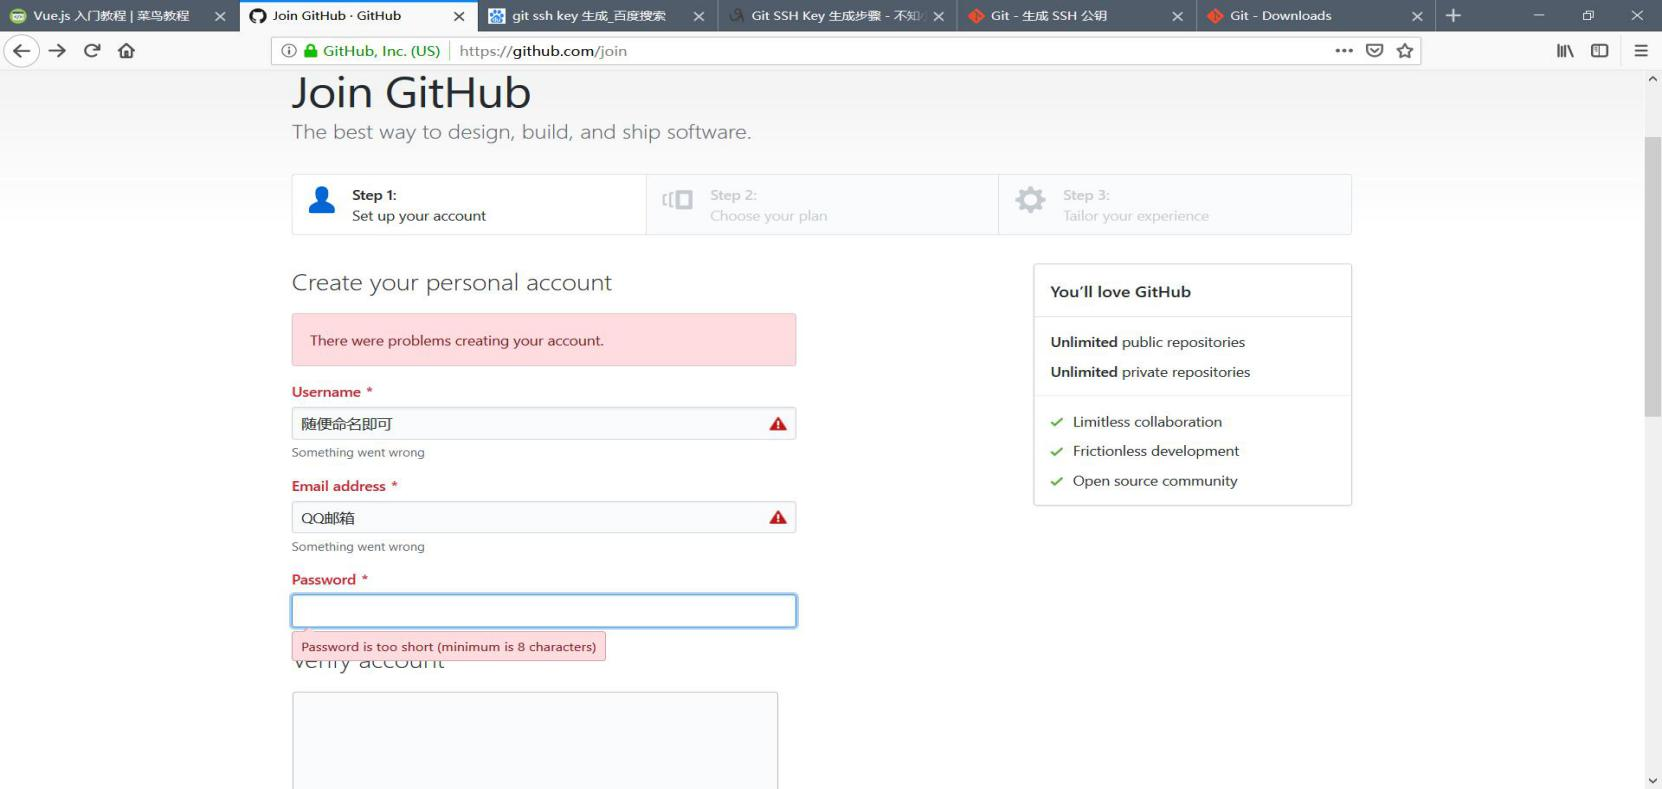 Vue.js 入门教程 | 菜鸟教程
Join GitHub · GitHub
git ssh key 生成_百度搜索
Git SSH Key 生成步骤 - 不知
Git - 生成 SSH 公钥
Git - Downloads
GitHub, Inc. (US)
https://github.com/join
Join GitHub
The best way to design, build, and ship software.
Step 1:
Set up your account
Step 2:
Choose your plan
Step 3:
Tailor your experience
Create your personal account
There were problems creating your account.
Username *
随便命名即可
Something went wrong
Email address *
QQ邮箱
Something went wrong
Password *
Password is too short (minimum is 8 characters)
Verify account
You’ll love GitHub
Unlimited public repositories
Unlimited private repositories
Limitless collaboration
Frictionless development
Open source community